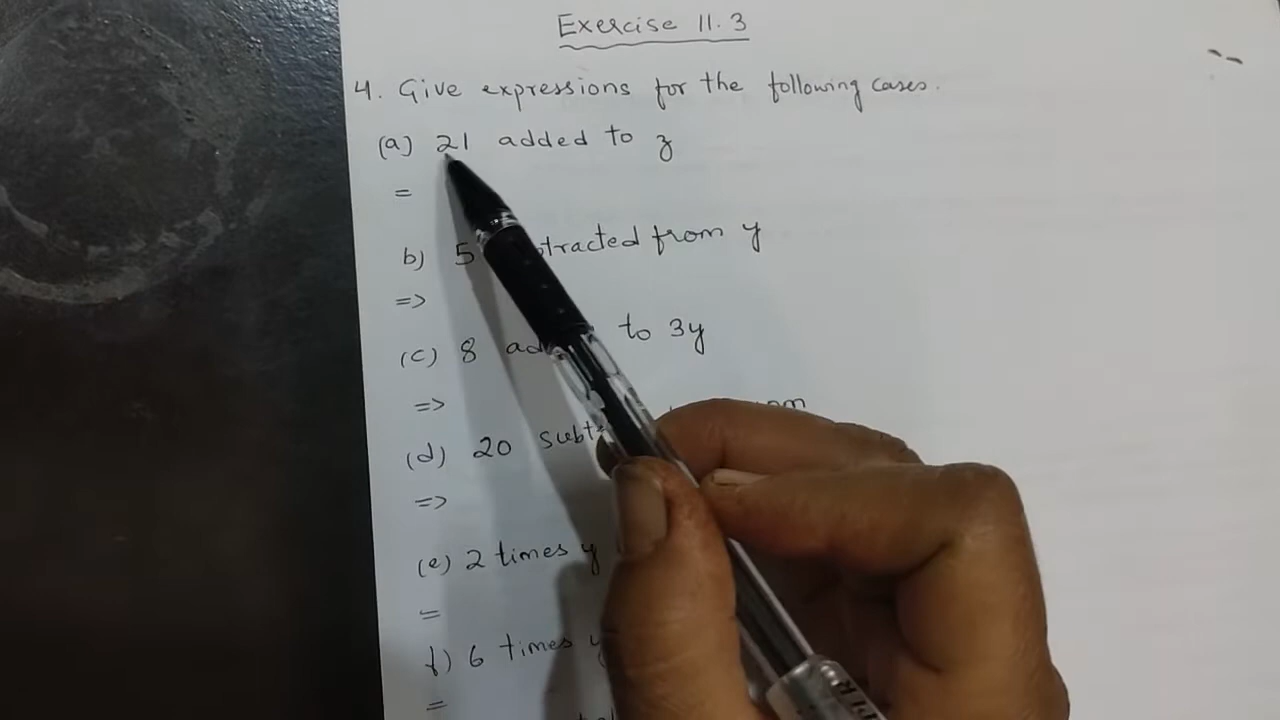 Exercise 11.3
4. Give expressions for the following cases.
(a) 21 added to z
=
b) 5 from y
=>
(c) 8 to 3y
=>
(d) 20
=>
(e) 2 times y
=
f) 6 times y
=